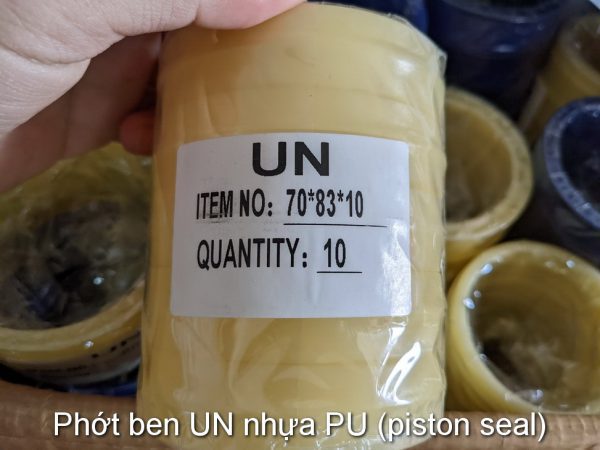 UN
ITEM NO: 70*83*10
QUANTITY: 10
Phớt ben UN nhựa PU (piston seal)